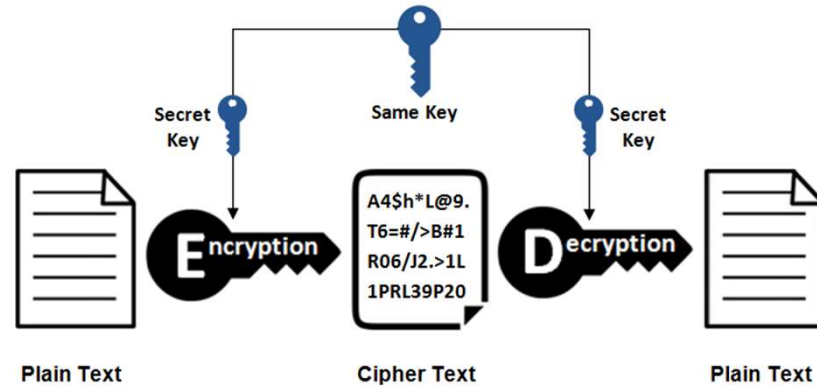 Same Key
Secret
Key
Secret
Key
Encryption
A4$h*L@9.
T6=#/>B#1
R06/J2.>1L
1PRL39P20
Decryption
Plain Text
Cipher Text
Plain Text